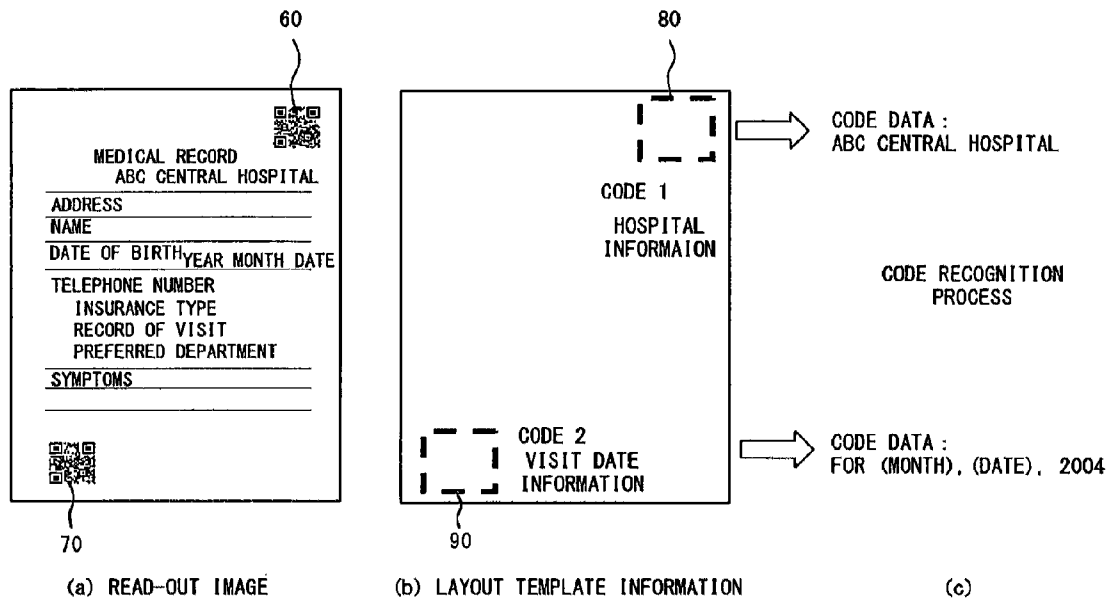 60
80
MEDICAL RECORD
ABC CENTRAL HOSPITAL
ADDRESS
NAME
DATE OF BIRTH YEAR MONTH DATE
TELEPHONE NUMBER
INSURANCE TYPE
RECORD OF VISIT
PREFERRED DEPARTMENT
SYMPTOMS
70
CODE 1
HOSPITAL
INFORMAION
CODE 2
VISIT DATE
INFORMATION
90
CODE DATA :
ABC CENTRAL HOSPITAL
CODE RECOGNITION
PROCESS
CODE DATA :
FOR (MONTH), (DATE), 2004
(a) READ-OUT IMAGE
(b) LAYOUT TEMPLATE INFORMATION
(c)